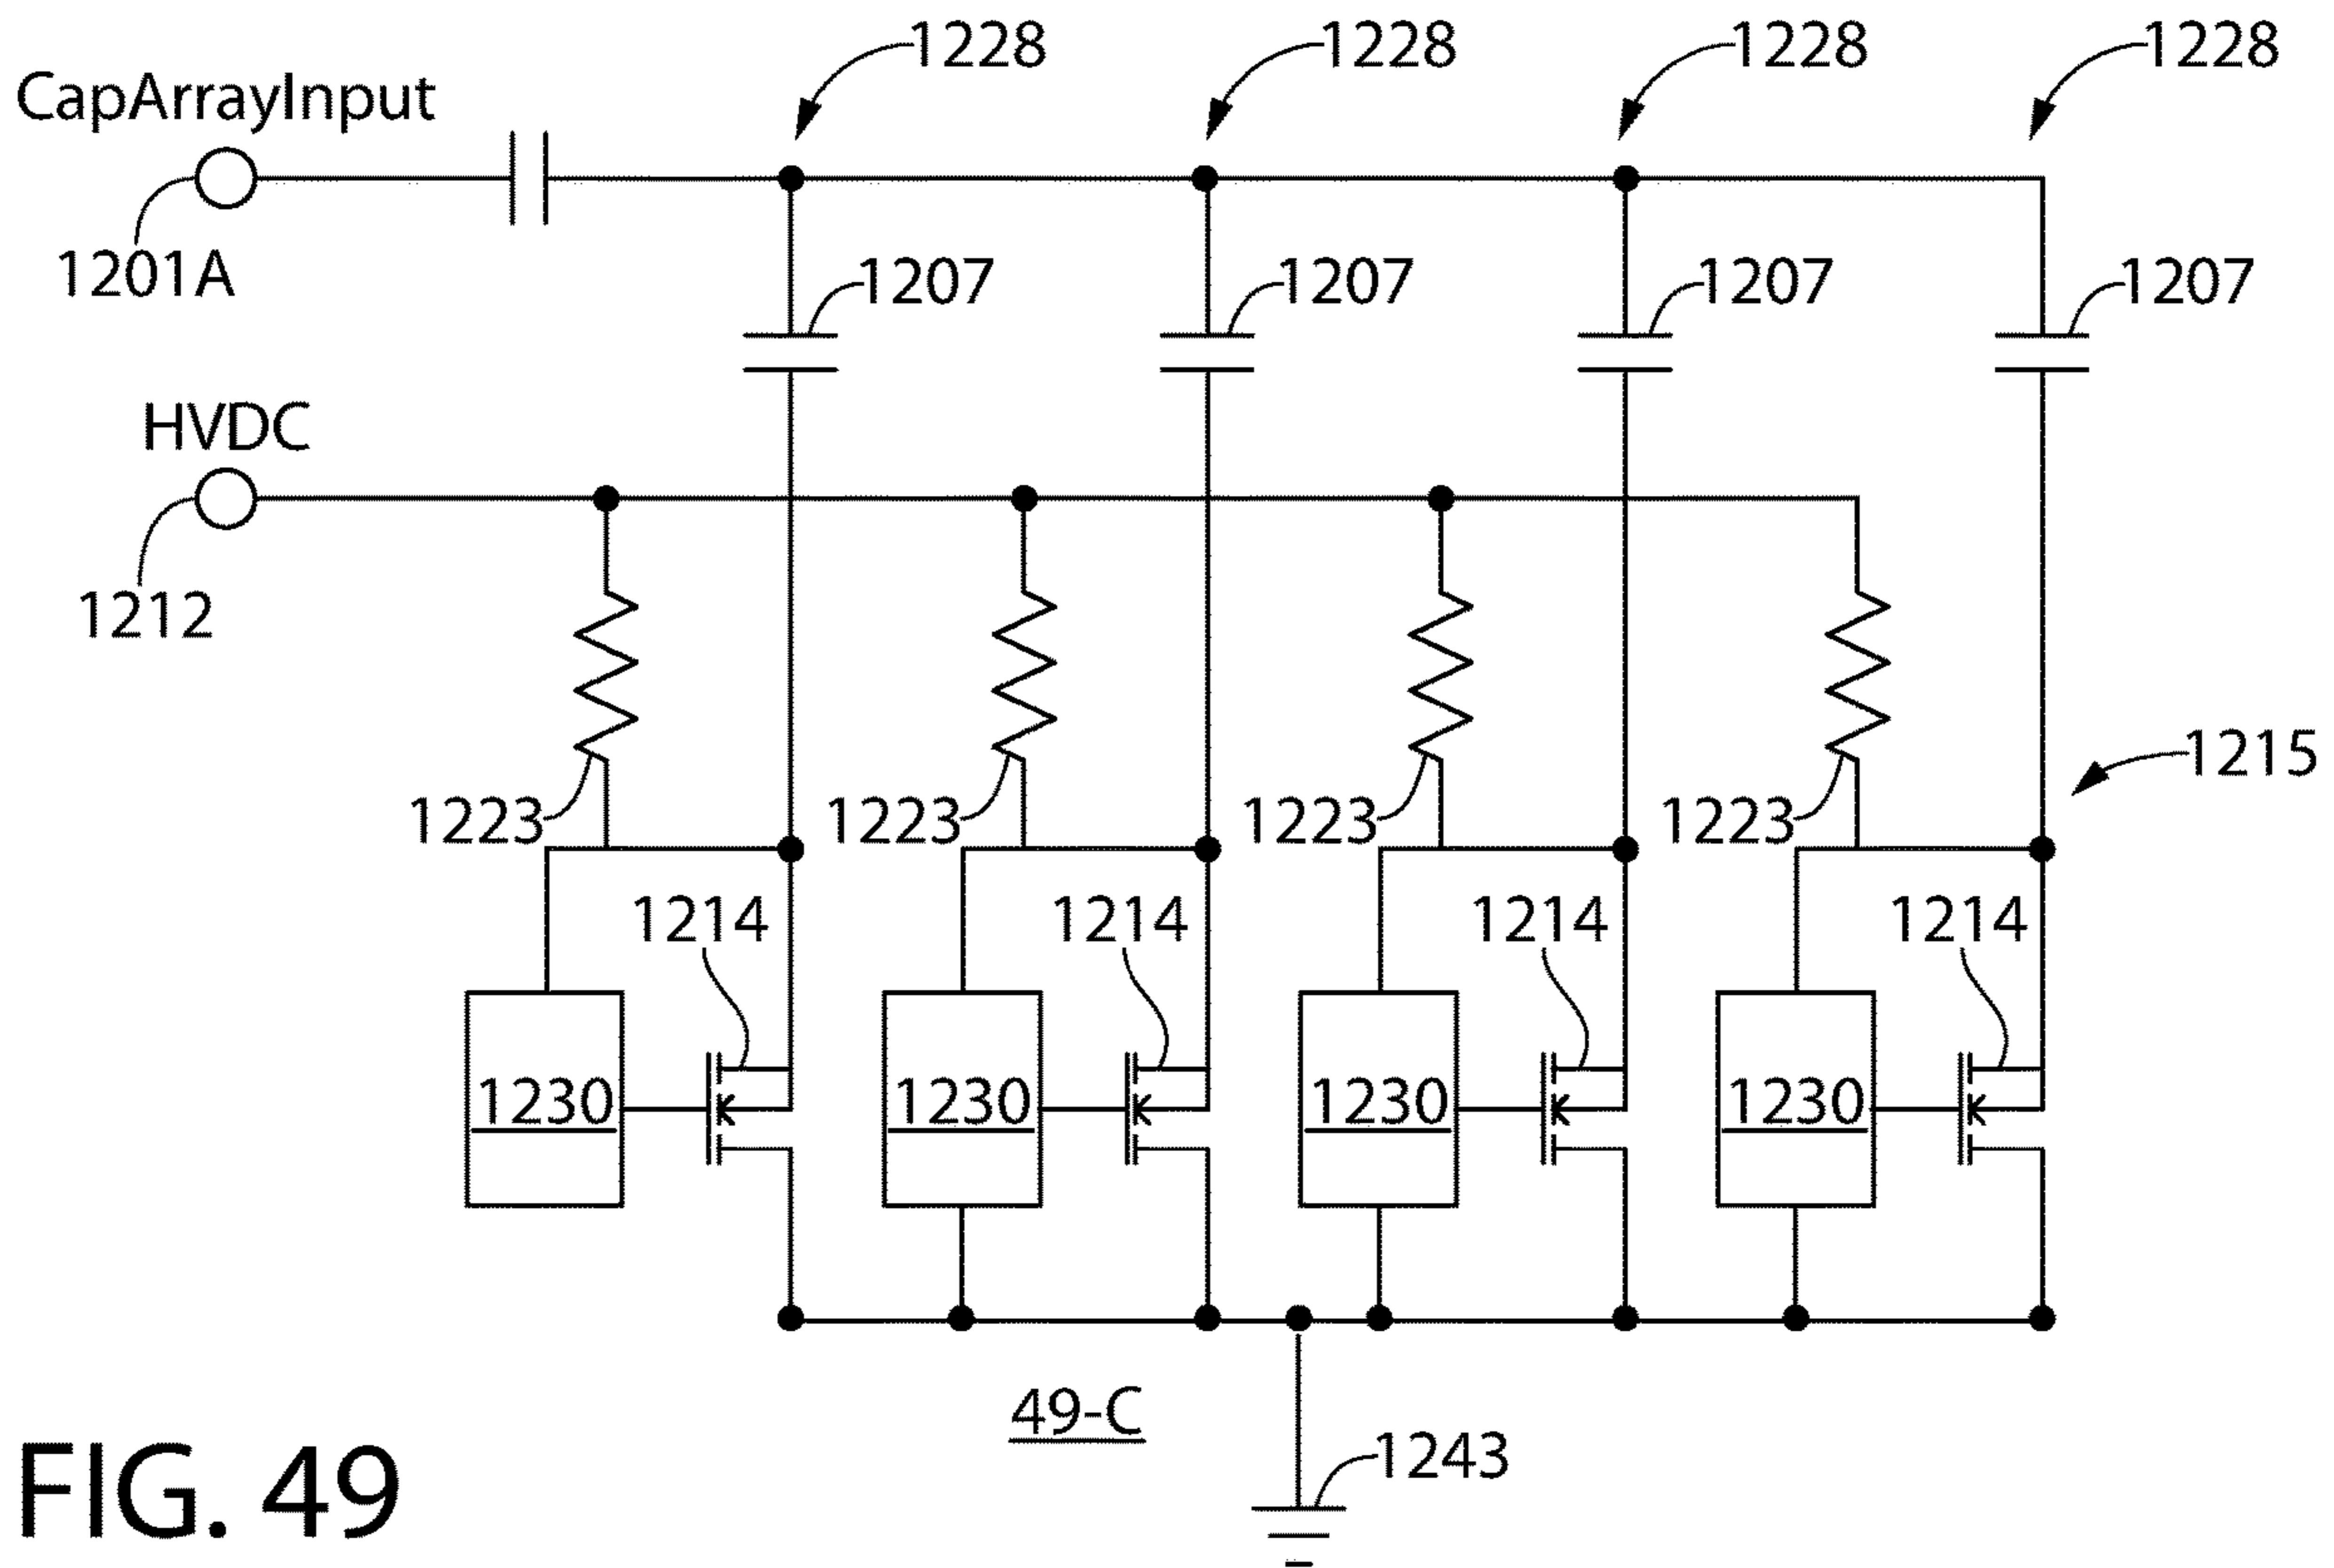 1228 1228 1228 1228
CapArrayInput
1201A
1207 1207 1207 1207
HVDC
1212
1215
1223 1223 1223 1223
1214 1214 1214 1214
1230 1230 1230 1230
49-C
1243
FIG. 49